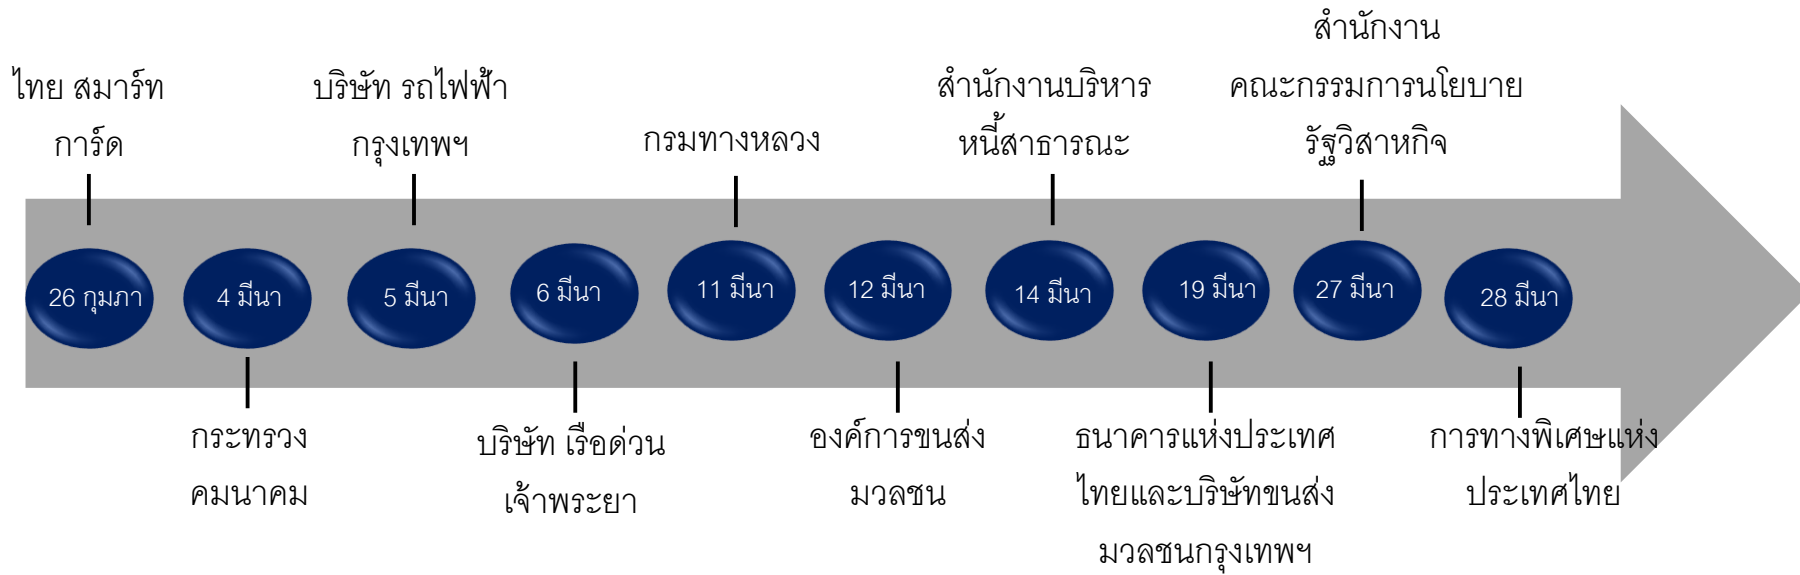 ไทย สมาร์ท
การ์ด
บริษัท รถไฟฟ้า
กรุงเทพฯ
กรมทางหลวง
สำนักงานบริหาร
หนี้สาธารณะ
สำนักงาน
คณะกรรมการนโยบาย
รัฐวิสาหกิจ
26 กุมภา
4 มีนา
5 มีนา
6 มีนา
11 มีนา
12 มีนา
14 มีนา
19 มีนา
27 มีนา
28 มีนา
กระทรวง
คมนาคม
บริษัท เรือด่วน
เจ้าพระยา
องค์การขนส่ง
มวลชน
ธนาคารแห่งประเทศ
ไทยและบริษัทขนส่ง
มวลชนกรุงเทพฯ
การทางพิเศษแห่ง
ประเทศไทย